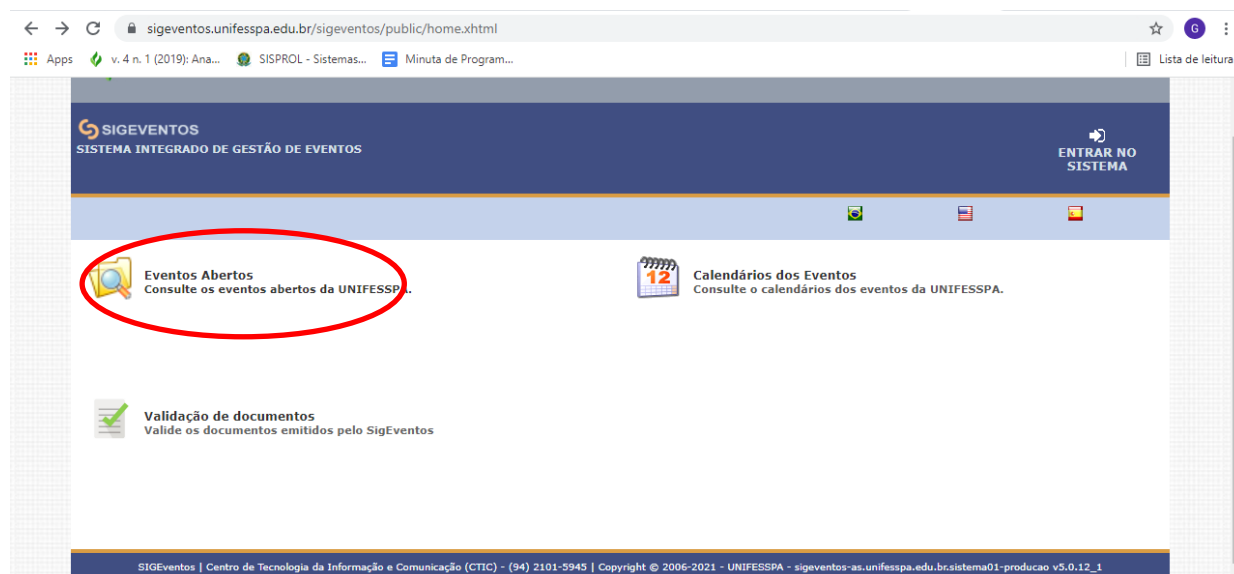 sigeventos.unifesspa.edu.br/sigeventos/public/home.xhtml
G
Apps v. 4 n. 1 (2019): Ana... SISPROL - Sistemas... Minuta de Program... Lista de leitura
SIGEVENTOS
SISTEMA INTEGRADO DE GESTÃO DE EVENTOS
ENTRAR NO
SISTEMA
Eventos Abertos
Consulte os eventos abertos da UNIFESSPA.
12
Calendários dos Eventos
Consulte o calendários dos eventos da UNIFESSPA.
Validação de documentos
Valide os documentos emitidos pelo SigEventos
SIGEventos | Centro de Tecnologia da Informação e Comunicação (CTIC) - (94) 2101-5945 | Copyright © 2006-2021 - UNIFESSPA - sigeventos-as.unifesspa.edu.br.sistema01-producao v5.0.12_1